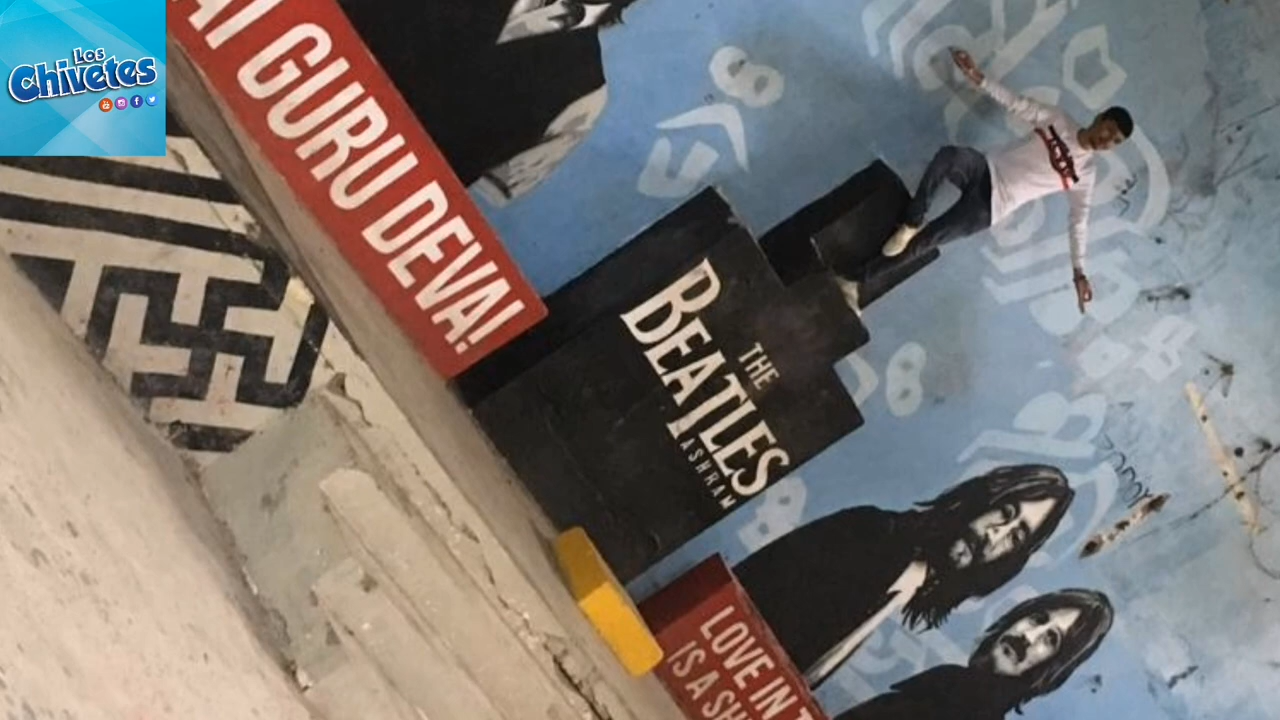 Los
Chivetes
AI GURU DEVA!
THE
BEATLES
ASHRAM
LOVE IN T
IS A SH